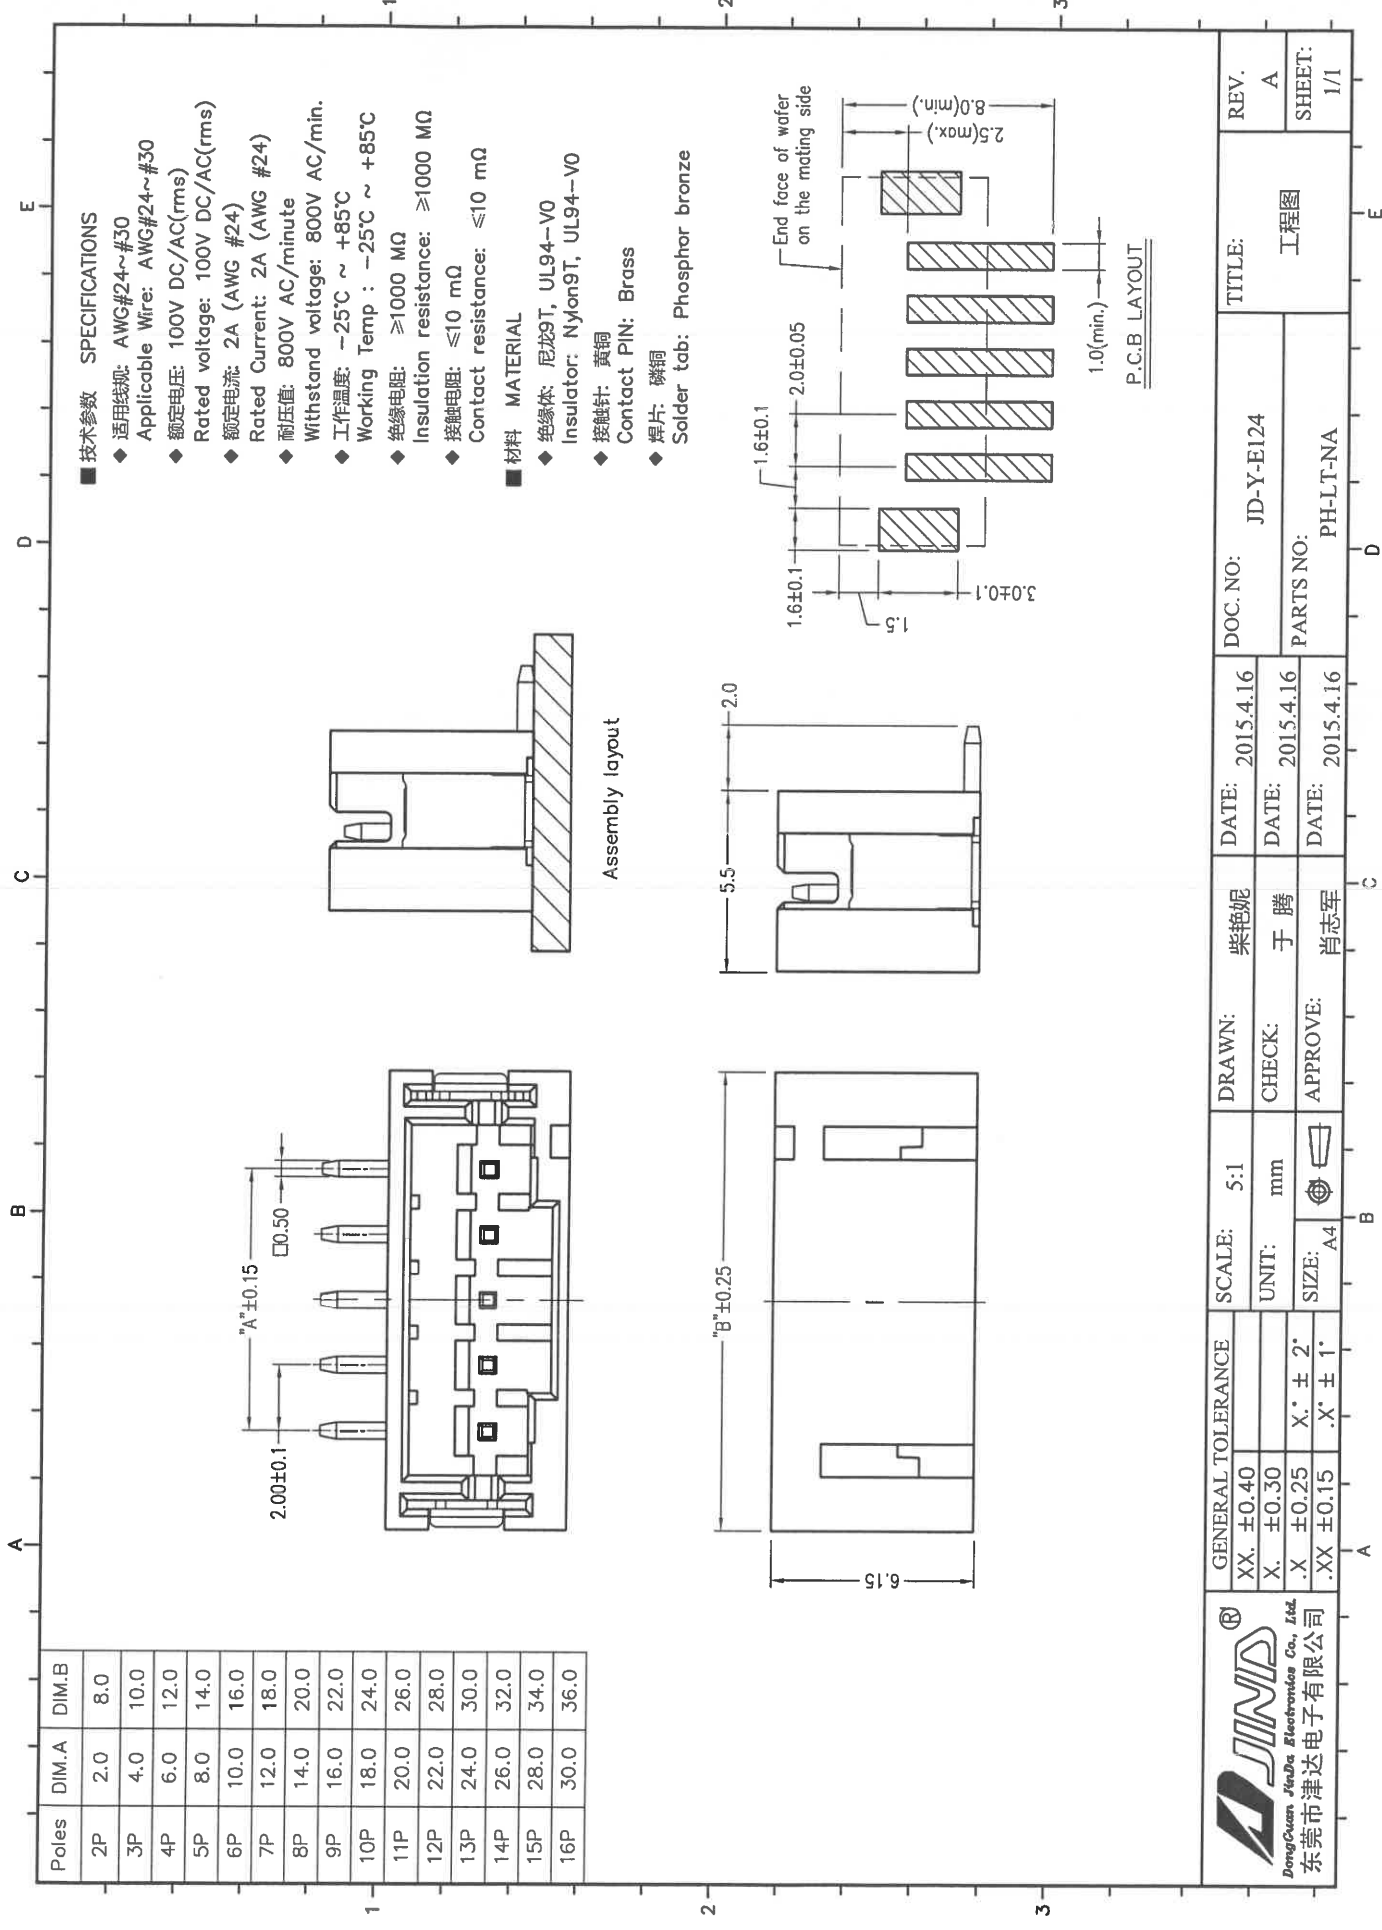 Poles DIM.A DIM.B
2P 2.0 8.0
3P 4.0 10.0
4P 6.0 12.0
5P 8.0 14.0
6P 10.0 16.0
7P 12.0 18.0
8P 14.0 20.0
9P 16.0 22.0
10P 18.0 24.0
11P 20.0 26.0
12P 22.0 28.0
13P 24.0 30.0
14P 26.0 32.0
15P 28.0 34.0
16P 30.0 36.0
A B C D E
1
2
3
"A"±0.15
2.00±0.1
□0.50
Assembly layout
■ 技术参数 SPECIFICATIONS
◆ 适用线规: AWG#24~#30
Applicable Wire: AWG#24~#30
◆ 额定电压: 100V DC/AC(rms)
Rated voltage: 100V DC/AC(rms)
◆ 额定电流: 2A (AWG #24)
Rated Current: 2A (AWG #24)
◆ 耐压值: 800V AC/minute
Withstand voltage: 800V AC/min.
◆ 工作温度: -25℃ ~ +85℃
Working Temp : -25℃ ~ +85℃
◆ 绝缘电阻: ≥1000 MΩ
Insulation resistance: ≥1000 MΩ
◆ 接触电阻: ≤10 mΩ
Contact resistance: ≤10 mΩ
■ 材料 MATERIAL
◆ 绝缘体: 尼龙9T, UL94-V0
Insulator: Nylon9T, UL94-V0
◆ 接触针: 黄铜
Contact PIN: Brass
◆ 焊片: 磷铜
Solder tab: Phosphor bronze
"B"±0.25
6.15
5.5
2.0
1.6±0.1
1.6±0.1
2.0±0.05
End face of wafer
on the mating side
1.5
3.0±0.1
2.5(max.)
8.0(min.)
1.0(min.)
P.C.B LAYOUT
JINDA ®
DongGuan JinDa Electronics Co., Ltd.
东莞市津达电子有限公司
GENERAL TOLERANCE
XX. ±0.40
X. ±0.30
.X ±0.25 X.° ± 2°
.XX ±0.15 .X° ± 1°
SCALE: 5:1
UNIT: mm
SIZE: A4
DRAWN: 柴艳妮 DATE: 2015.4.16
CHECK: 于 腾 DATE: 2015.4.16
APPROVE: 肖志军 DATE: 2015.4.16
DOC. NO: JD-Y-E124
PARTS NO: PH-LT-NA
TITLE: 工程图
REV. A
SHEET: 1/1
1
2
3
A B C D E